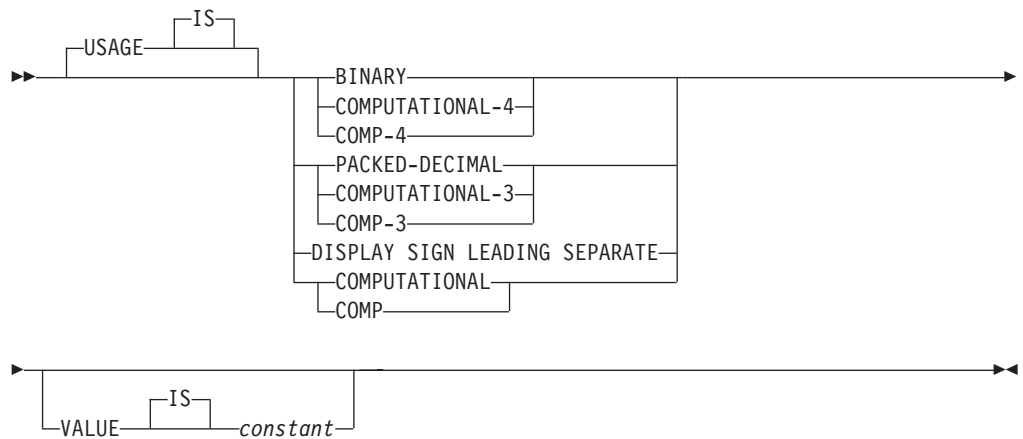 IS
USAGE
BINARY
COMPUTATIONAL-4
COMP-4
PACKED-DECIMAL
COMPUTATIONAL-3
COMP-3
DISPLAY SIGN LEADING SEPARATE
COMPUTATIONAL
COMP
IS
VALUE constant